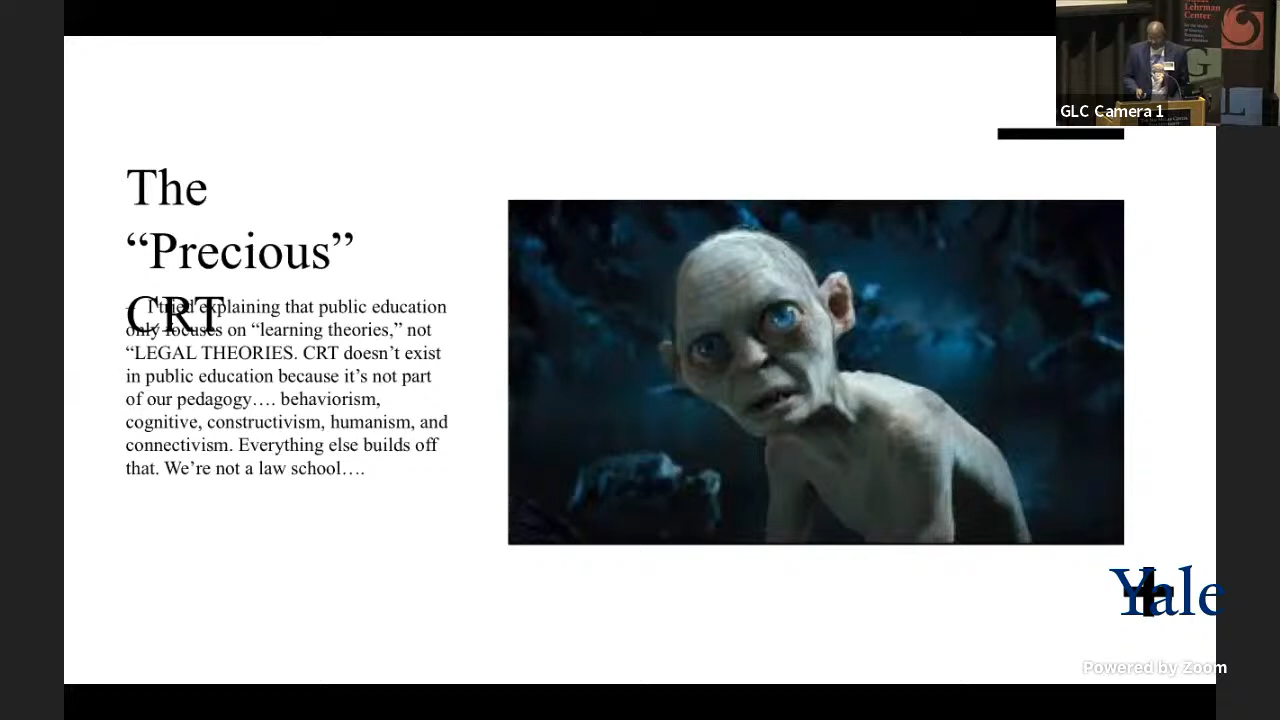 Lehrman
Center
G
L
GLC Camera 1
The
“Precious”
CRT
I tried explaining that public education
only focuses on “learning theories,” not
“LEGAL THEORIES. CRT doesn’t exist
in public education because it’s not part
of our pedagogy…. behaviorism,
cognitive, constructivism, humanism, and
connectivism. Everything else builds off
that. We’re not a law school….
Yale
Powered by Zoom